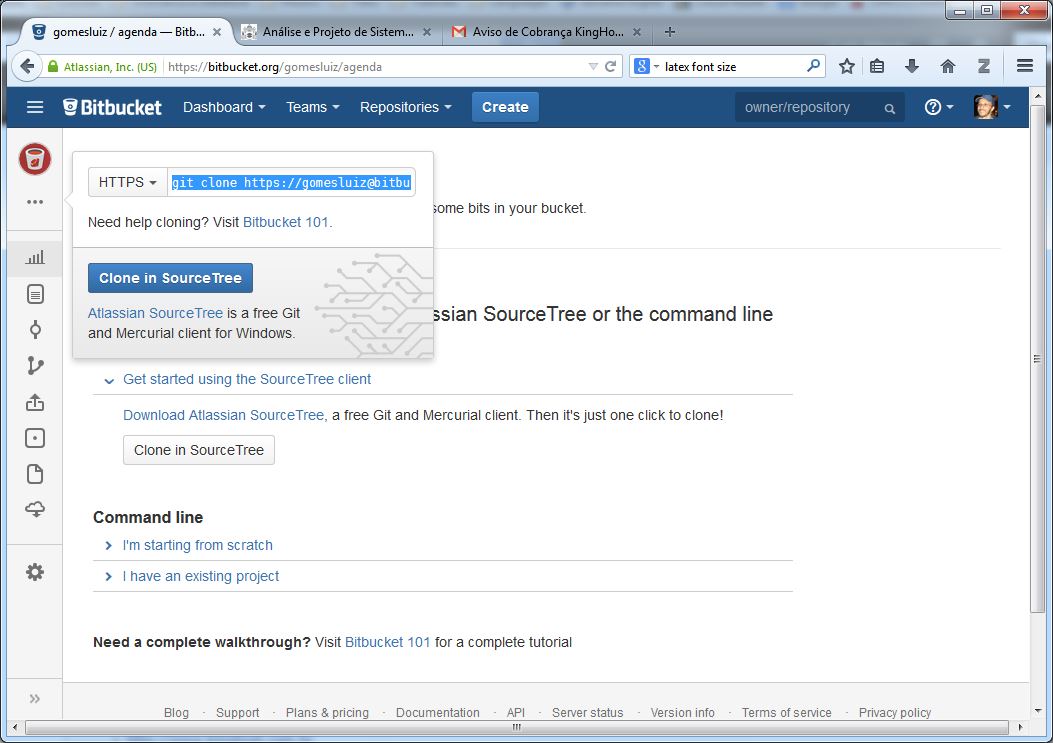 gomesluiz / agenda — Bitb...
Análise e Projeto de Sistem...
Aviso de Cobrança KingHo...
Atlassian, Inc. (US)
https://bitbucket.org/gomesluiz/agenda
latex font size
Bitbucket
Dashboard
Teams
Repositories
Create
owner/repository
HTTPS
git clone https://gomesluiz@bitbu
some bits in your bucket.
Need help cloning? Visit Bitbucket 101.
Clone in SourceTree
Atlassian SourceTree is a free Git
and Mercurial client for Windows.
ssian SourceTree or the command line
Get started using the SourceTree client
Download Atlassian SourceTree, a free Git and Mercurial client. Then it's just one click to clone!
Clone in SourceTree
Command line
I'm starting from scratch
I have an existing project
Need a complete walkthrough? Visit Bitbucket 101 for a complete tutorial
Blog · Support · Plans & pricing · Documentation · API · Server status · Version info · Terms of service · Privacy policy